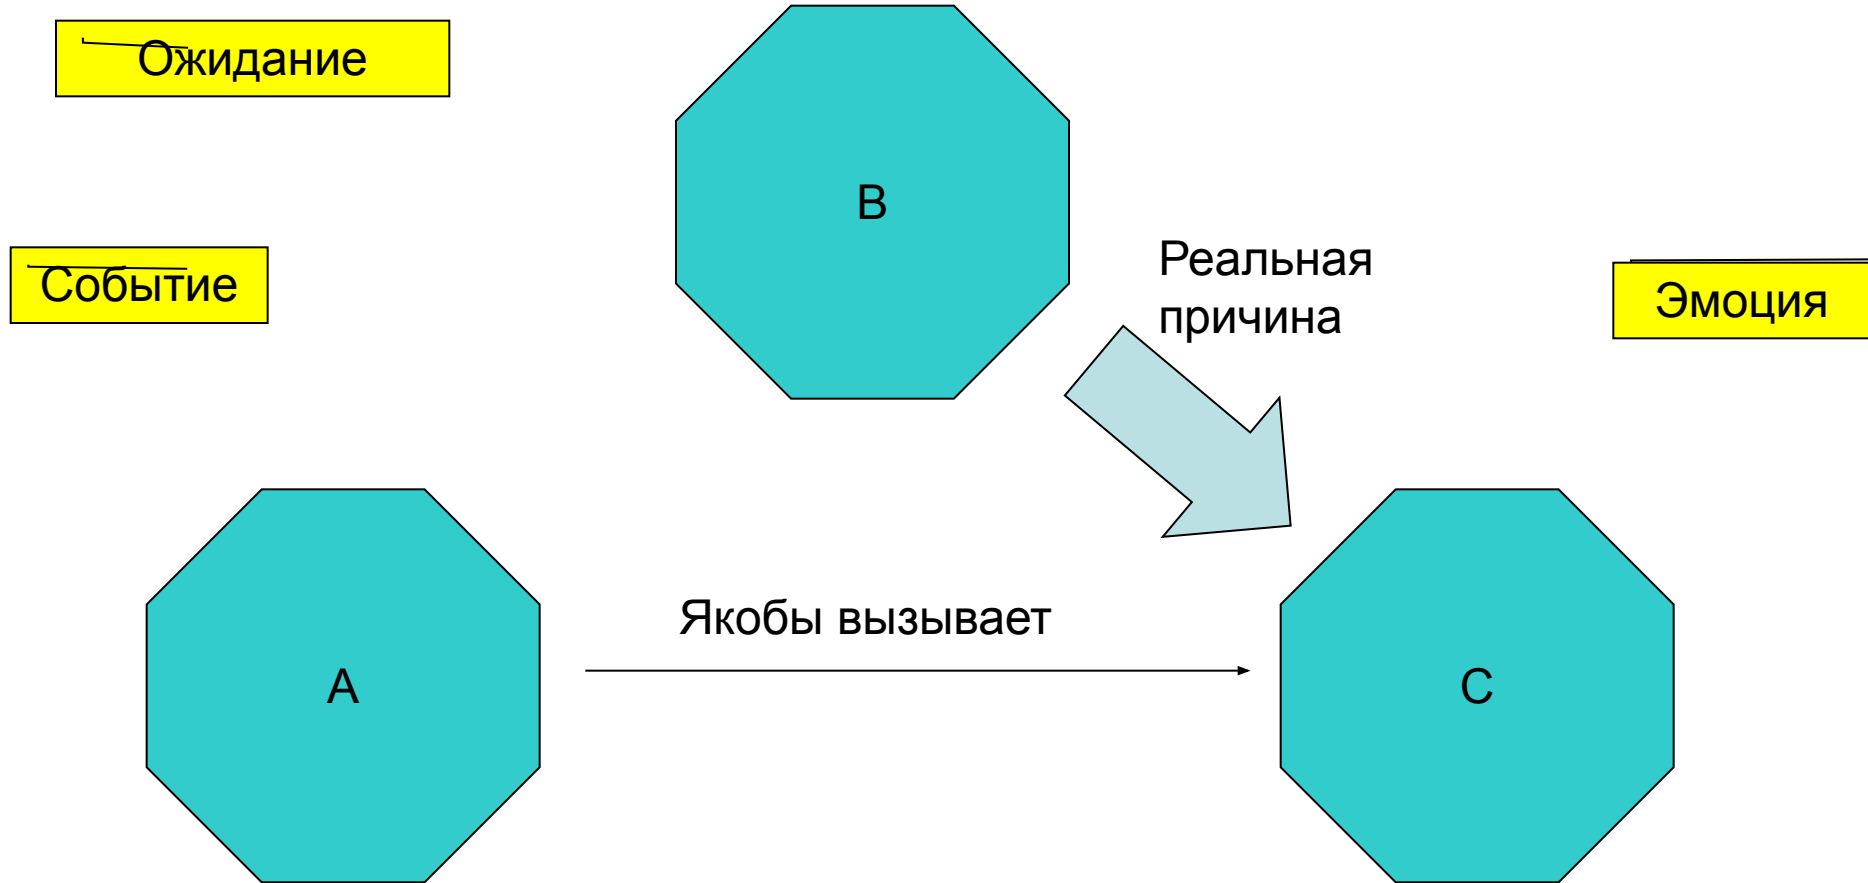 Ожидание
B
Событие
Реальная
причина
Эмоция
Якобы вызывает
A
C